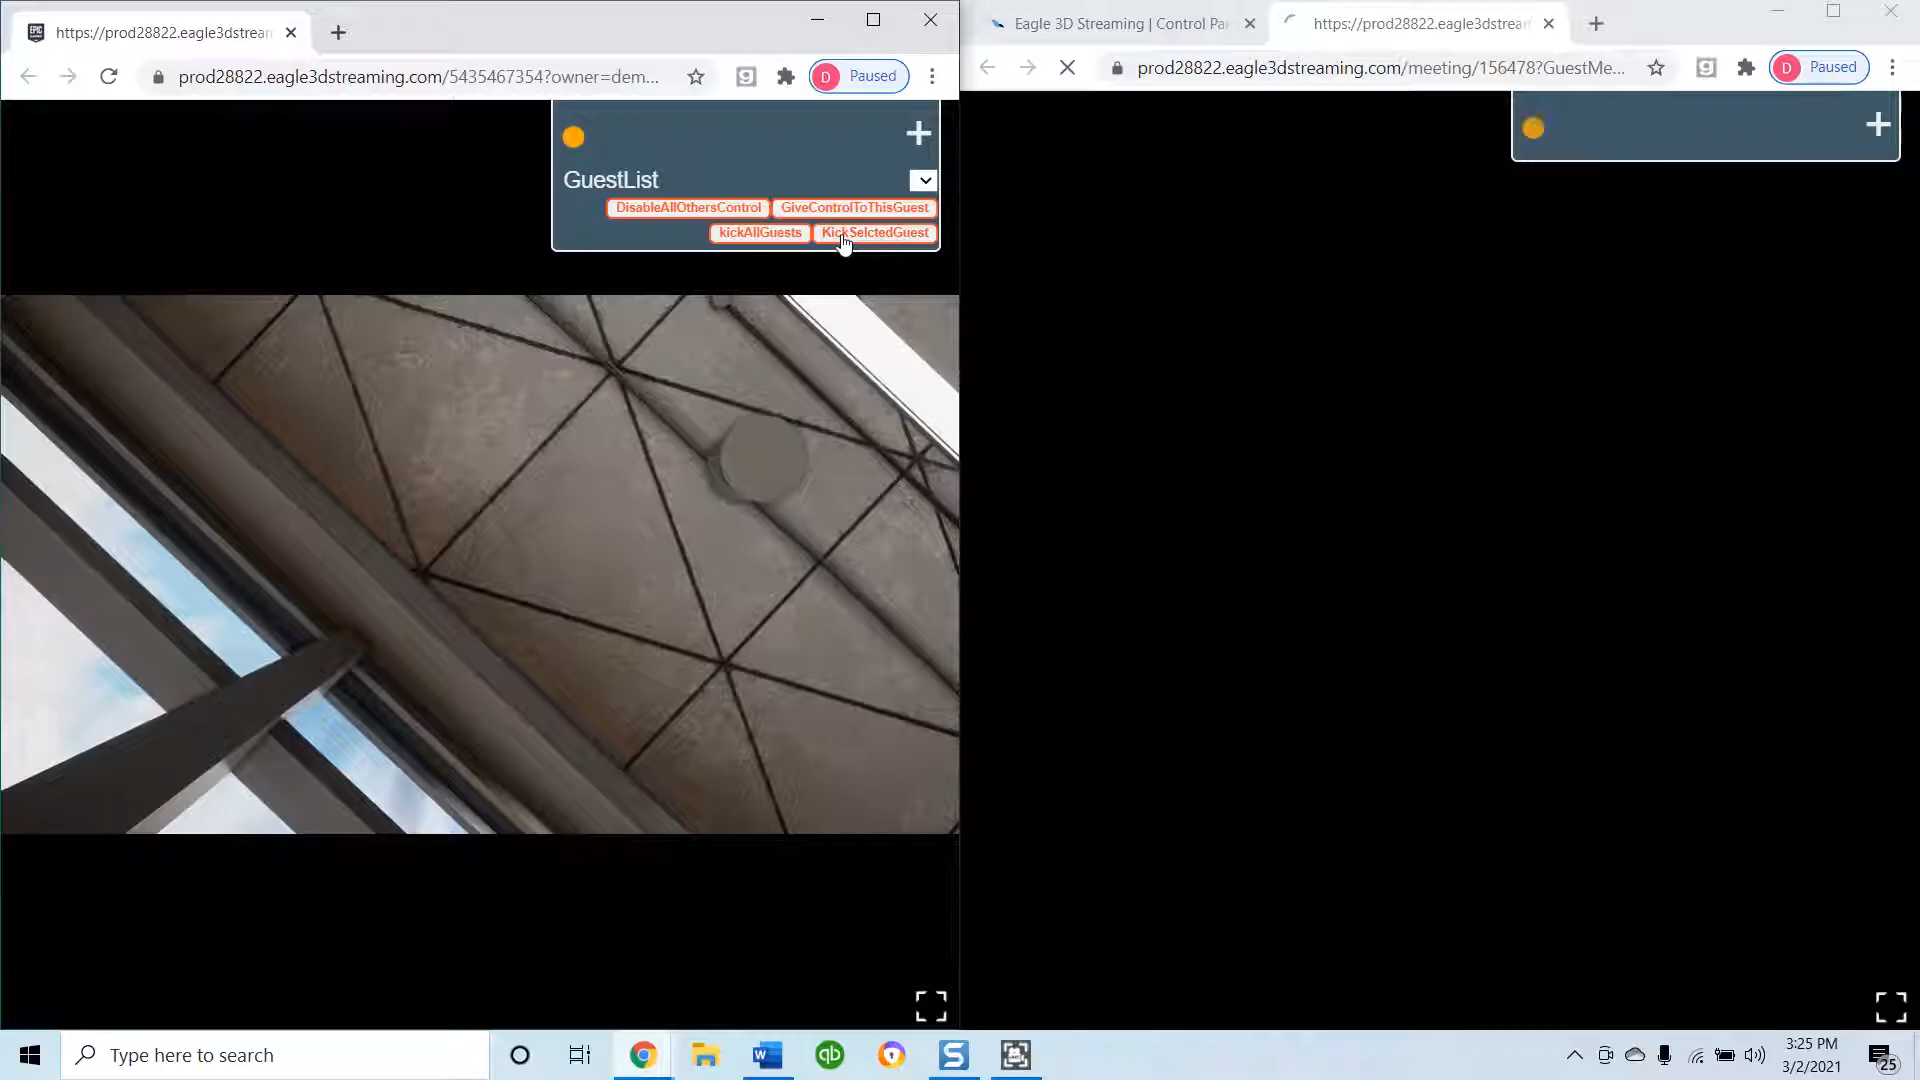 https://prod28822.eagle3dstrean
prod28822.eagle3dstreaming.com/5435467354?owner=dem...
D Paused
GuestList
DisableAllOthersControl
GiveControlToThisGuest
kickAllGuests
KickSelctedGuest
Eagle 3D Streaming | Control Pa
https://prod28822.eagle3dstrean
prod28822.eagle3dstreaming.com/meeting/156478?GuestMe...
D Paused
Type here to search
3:25 PM
3/2/2021
25